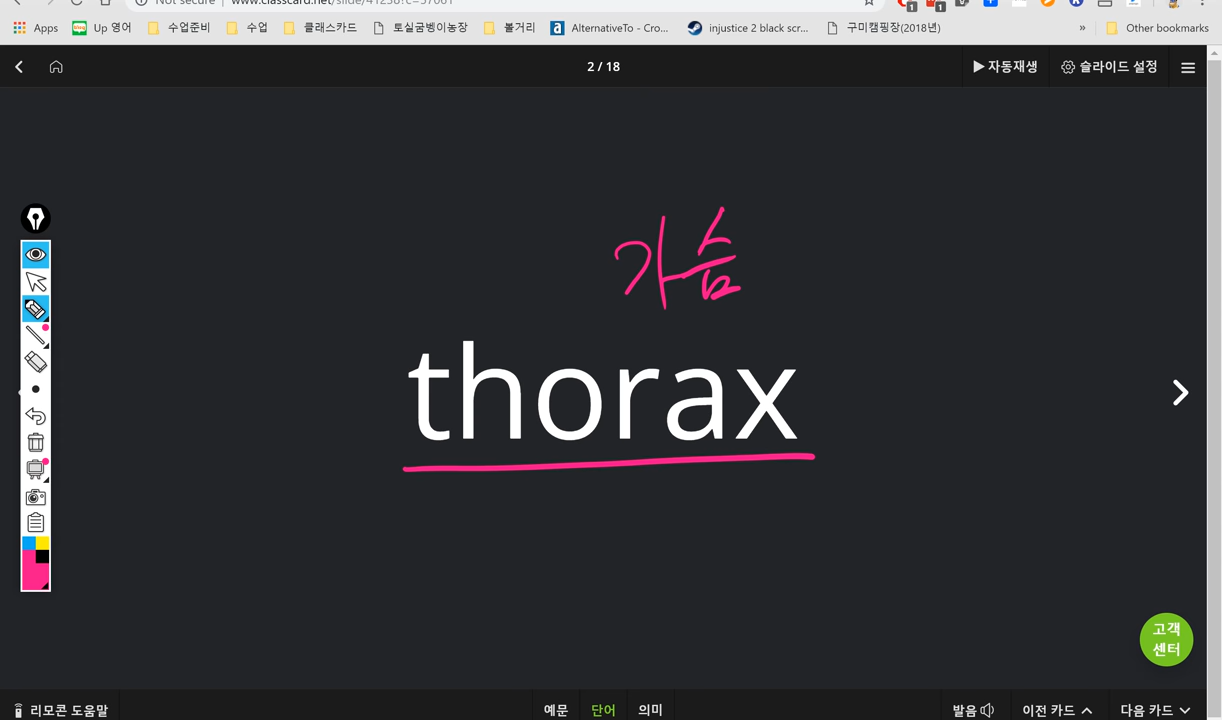 Not secure | www.classcard.net/slide/
Apps Up 영어 수업준비 수업 클래스카드 토실굼벵이농장 볼거리 AlternativeTo - Cro... injustice 2 black scr... 구미캠핑장(2018년) » Other bookmarks
2 / 18 자동재생 슬라이드 설정
가슴
thorax
고객
센터
리모콘 도움말 예문 단어 의미 발음 이전 카드 다음 카드